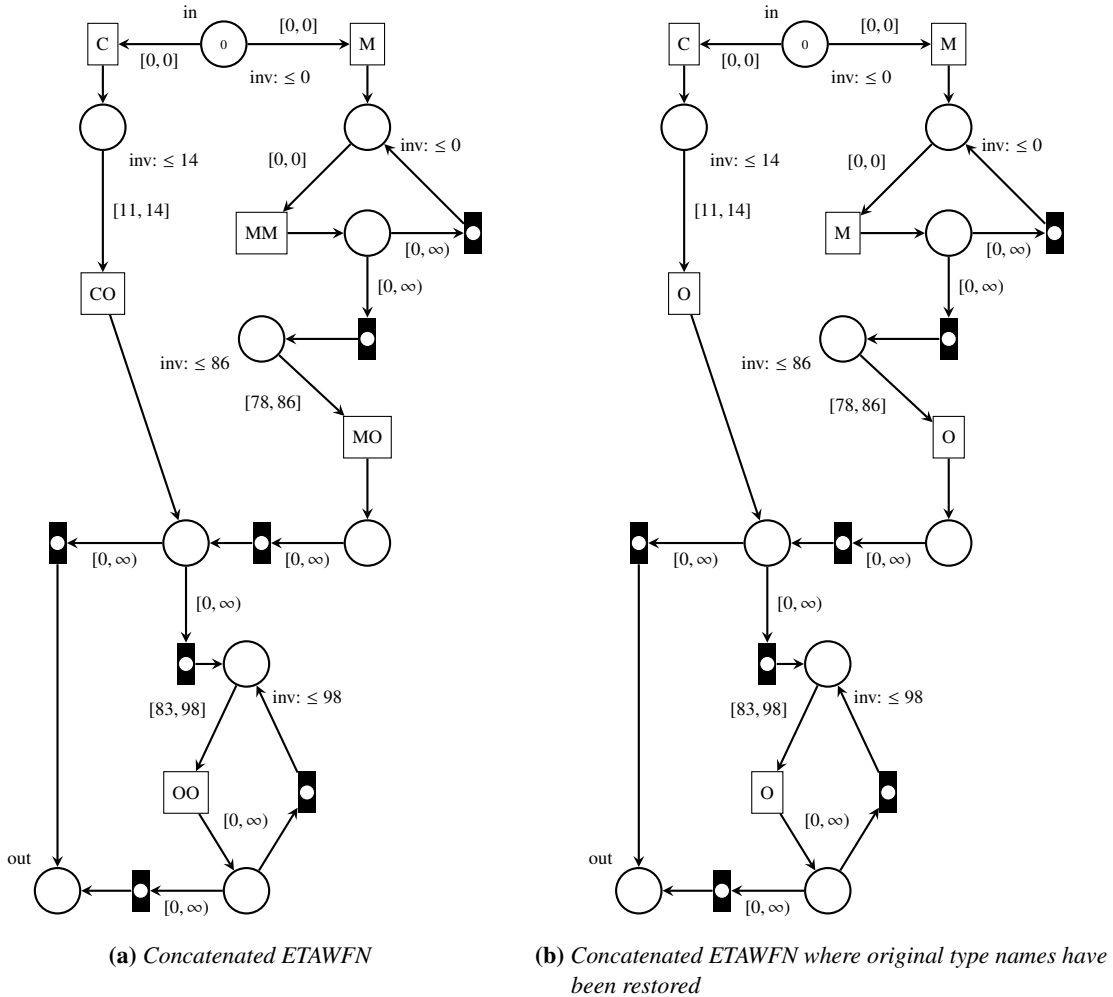 in
0
C
[0, 0]
[0, 0]
M
inv: ≤ 0
inv: ≤ 14
inv: ≤ 0
[0, 0]
[11, 14]
MM
[0, ∞)
[0, ∞)
CO
inv: ≤ 86
[78, 86]
MO
[0, ∞)
[0, ∞)
[0, ∞)
inv: ≤ 98
[83, 98]
OO
[0, ∞)
out
[0, ∞)
(a) Concatenated ETAWFN
in
0
C
[0, 0]
[0, 0]
M
inv: ≤ 0
inv: ≤ 14
inv: ≤ 0
[0, 0]
[11, 14]
M
[0, ∞)
[0, ∞)
O
inv: ≤ 86
[78, 86]
O
[0, ∞)
[0, ∞)
[0, ∞)
inv: ≤ 98
[83, 98]
O
[0, ∞)
out
[0, ∞)
(b) Concatenated ETAWFN where original type names have
been restored